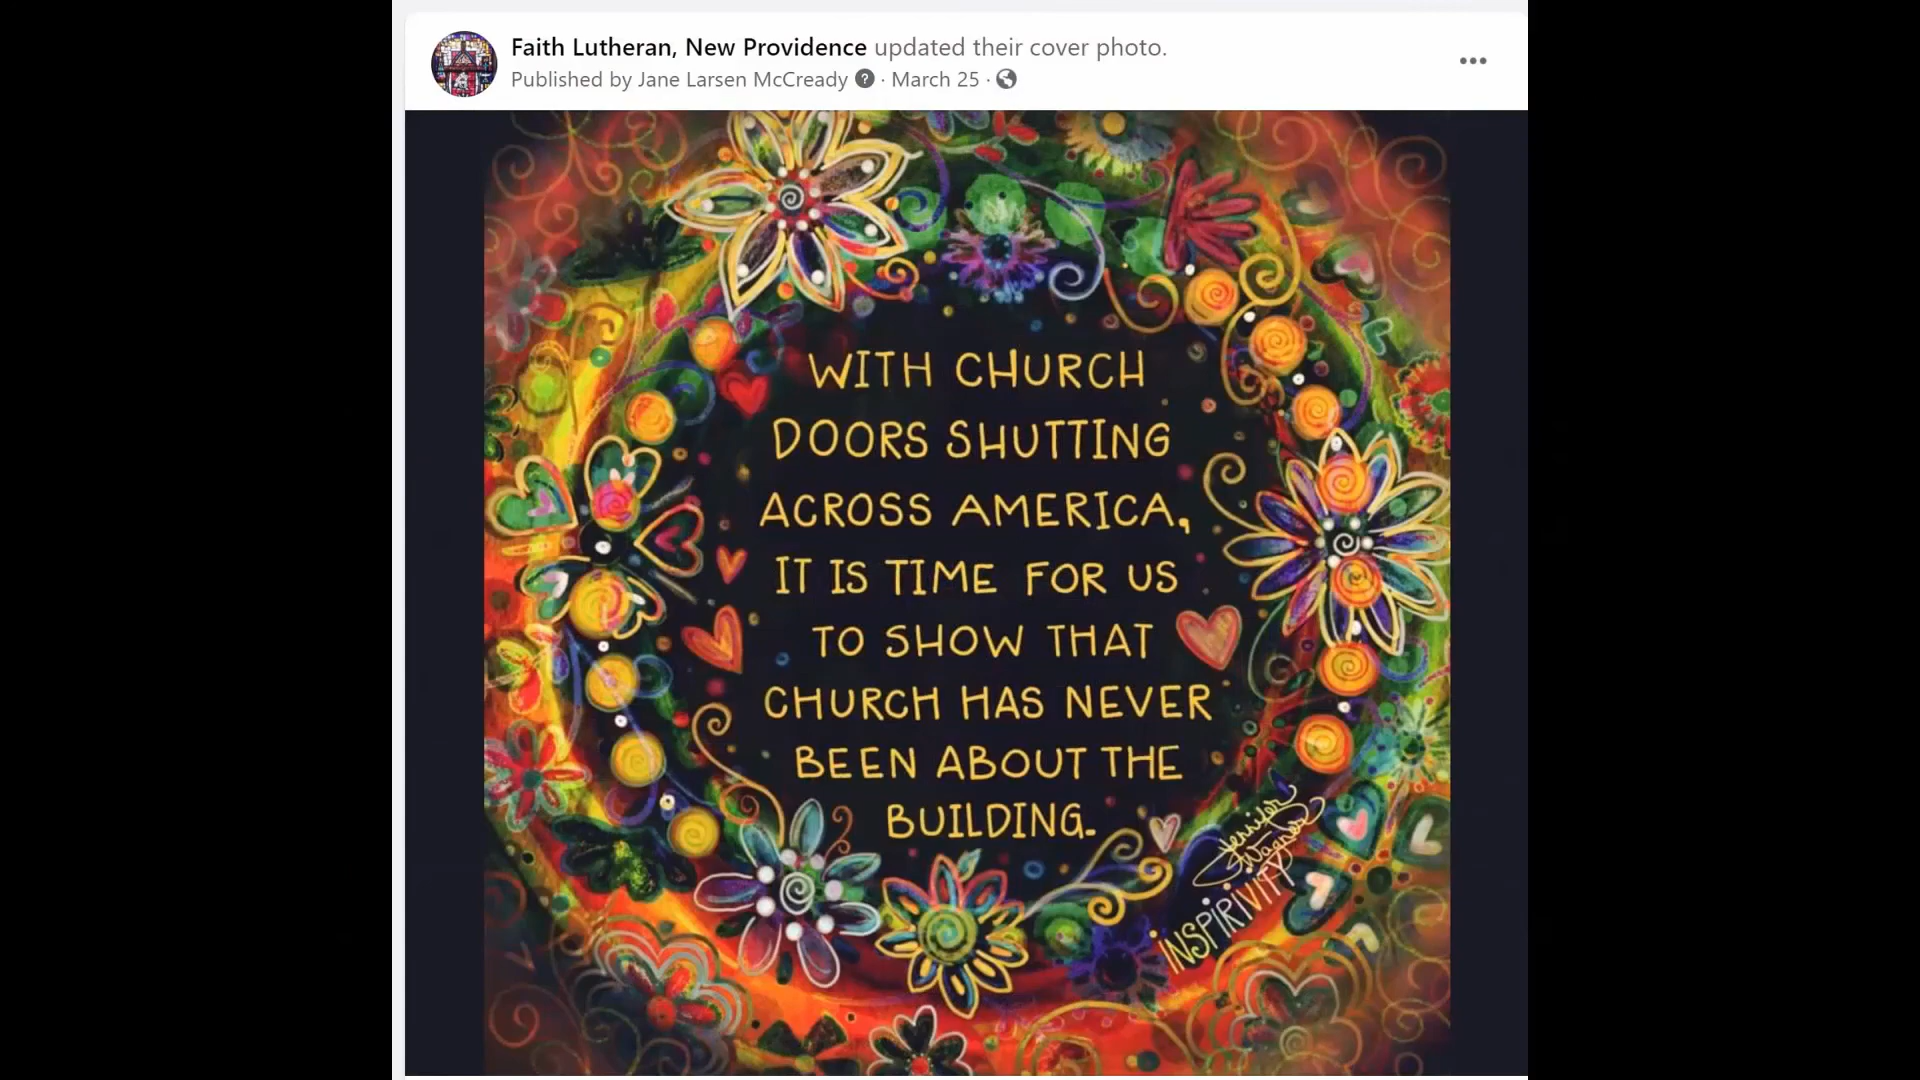 Faith Lutheran, New Providence updated their cover photo.
Published by Jane Larsen McCready ? · March 25 ·
WITH CHURCH
DOORS SHUTTING
ACROSS AMERICA,
IT IS TIME FOR US
TO SHOW THAT
CHURCH HAS NEVER
BEEN ABOUT THE
BUILDING.
Jennifer
Wagner
INSPIRIVITY